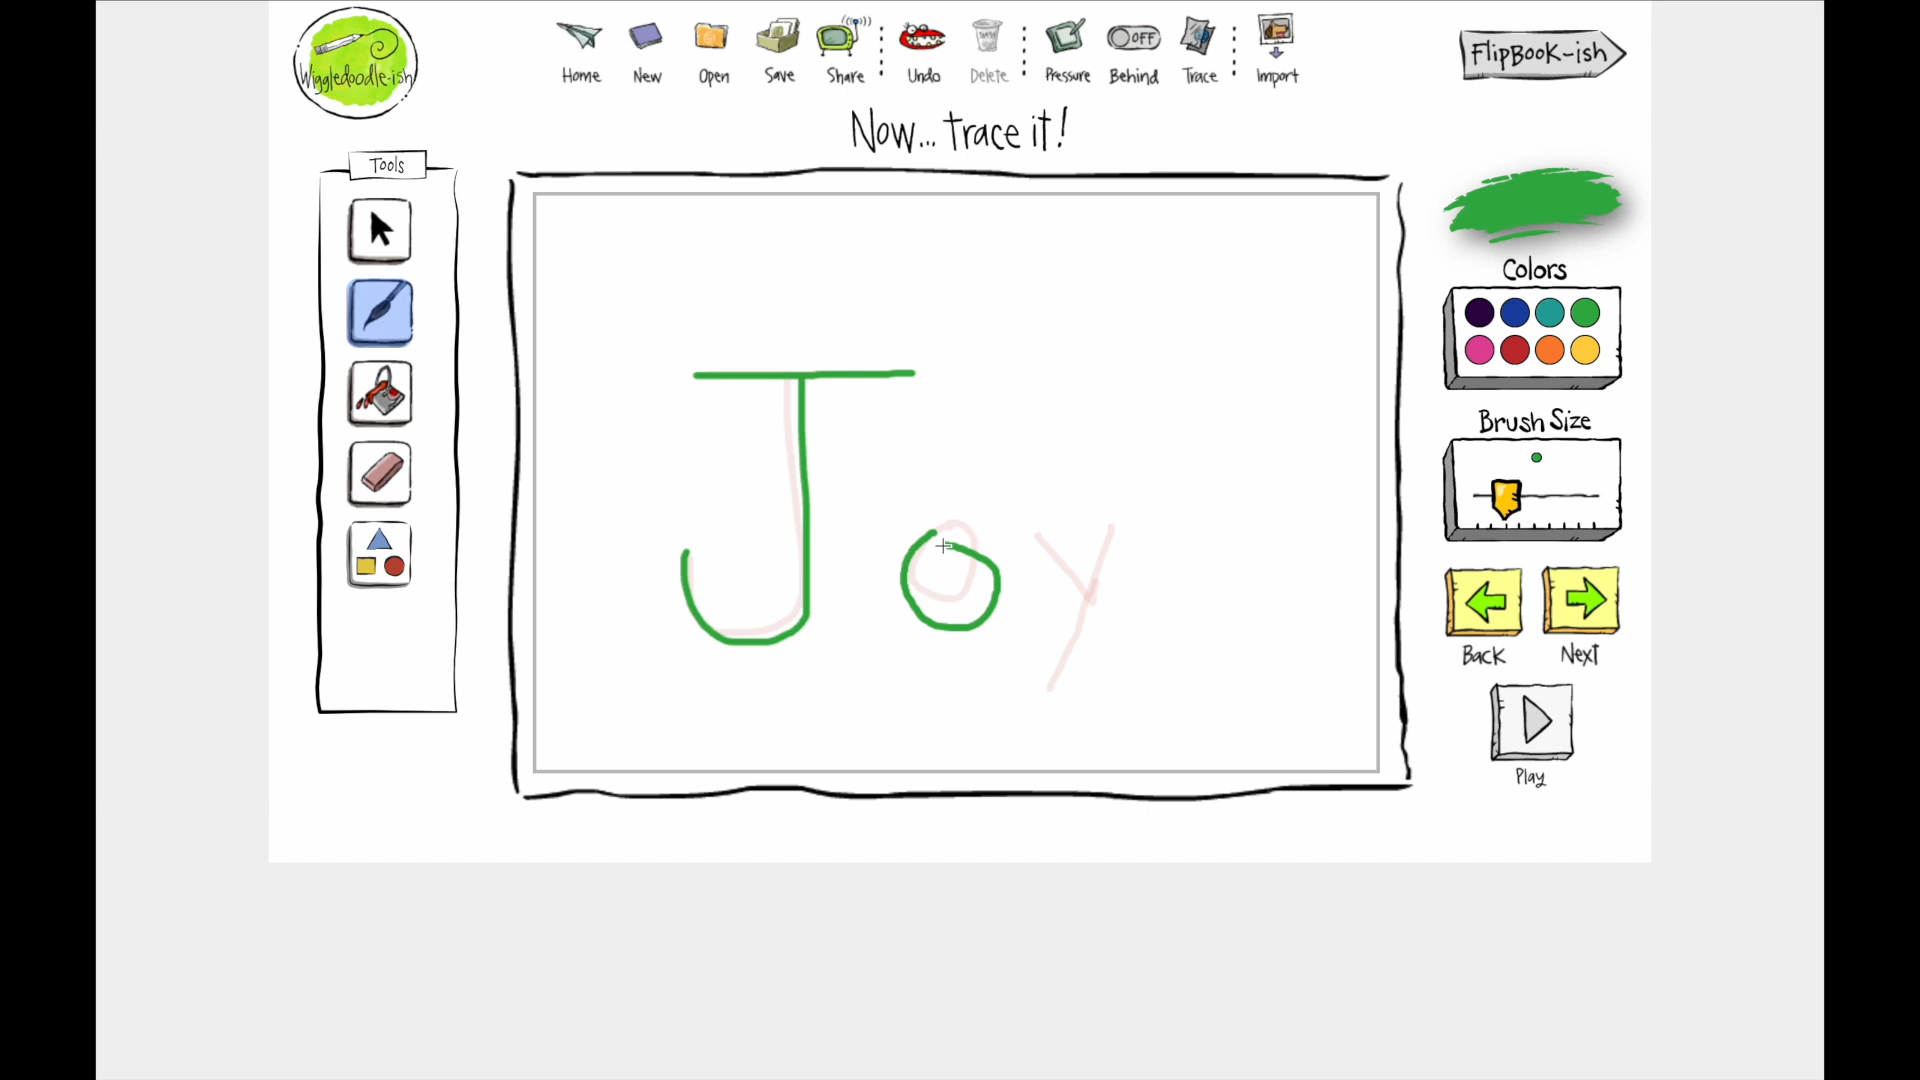 Wiggledoodle-ish
Home New Open Save Share Undo Delete Pressure OFF Behind Trace Import
FlipBook-ish
Now... trace it!
Tools
Colors
Brush Size
Back Next
Play
Joy